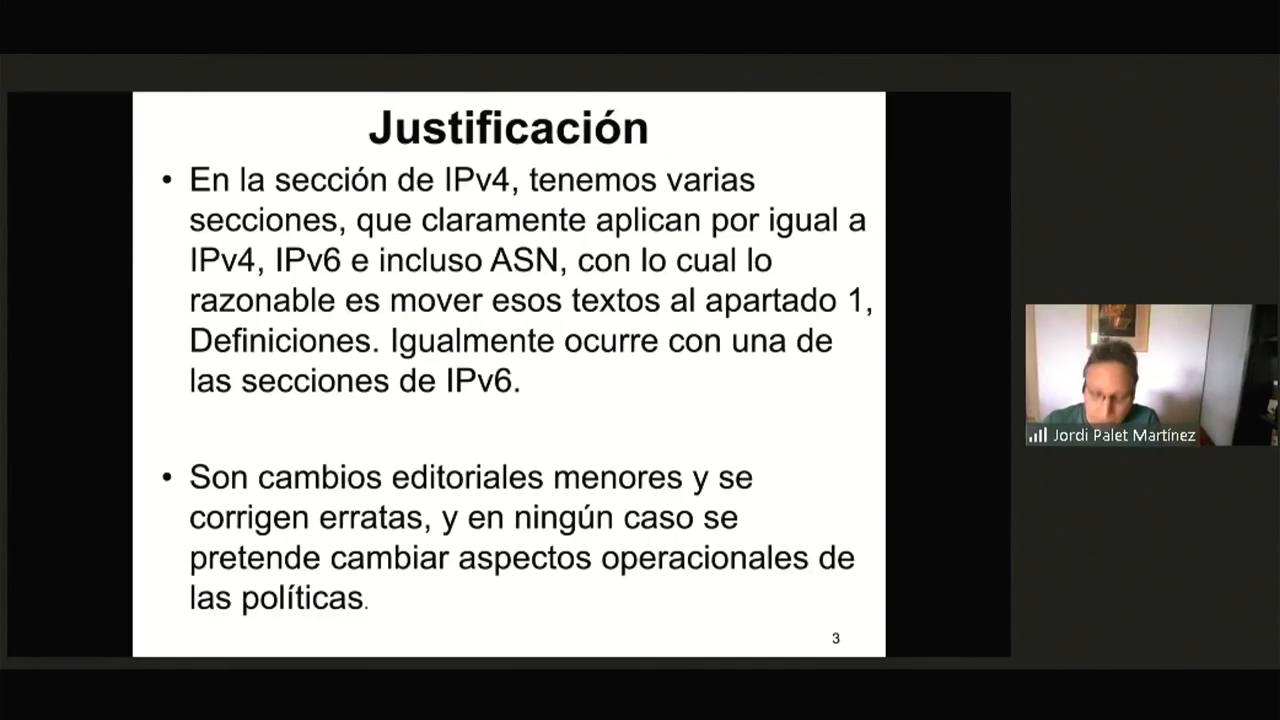 Justificación
• En la sección de IPv4, tenemos varias
secciones, que claramente aplican por igual a
IPv4, IPv6 e incluso ASN, con lo cual lo
razonable es mover esos textos al apartado 1,
Definiciones. Igualmente ocurre con una de
las secciones de IPv6.
• Son cambios editoriales menores y se
corrigen erratas, y en ningún caso se
pretende cambiar aspectos operacionales de
las políticas.
3
Jordi Palet Martínez